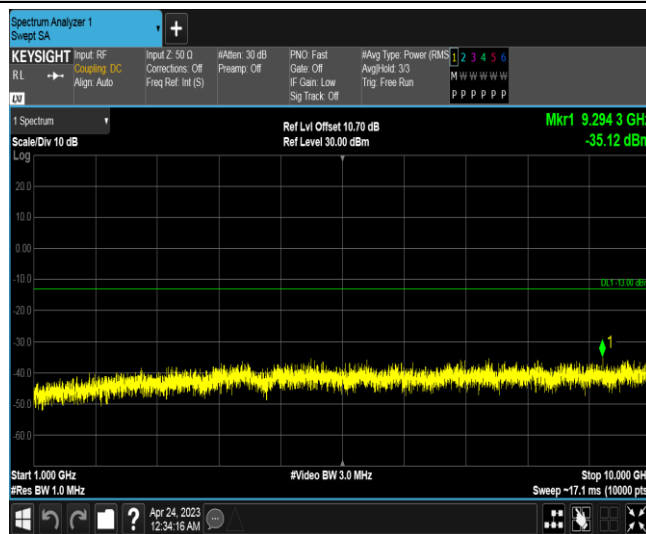 Spectrum Analyzer 1
Swept SA
+
KEYSIGHT
RL
LXI
Input: RF
Coupling: DC
Align: Auto
Input Z: 50 Ω
Corrections: Off
Freq Ref: Int (S)
#Atten: 30 dB
Preamp: Off
PNO: Fast
Gate: Off
IF Gain: Low
Sig Track: Off
#Avg Type: Power (RMS
Avg|Hold: 3/3
Trig: Free Run
1 2 3 4 5 6
M W W W W W
P P P P P P
1 Spectrum
Scale/Div 10 dB
Log
Ref Lvl Offset 10.70 dB
Ref Level 30.00 dBm
Mkr1 9.294 3 GHz
-35.12 dBm
20.0
10.0
0.00
-10.0
DL1 -13.00 dBm
-20.0
-30.0
1
-40.0
-50.0
-60.0
Start 1.000 GHz
#Video BW 3.0 MHz
Stop 10.000 GHz
#Res BW 1.0 MHz
Sweep ~17.1 ms (10000 pts
?
Apr 24, 2023
12:34:16 AM